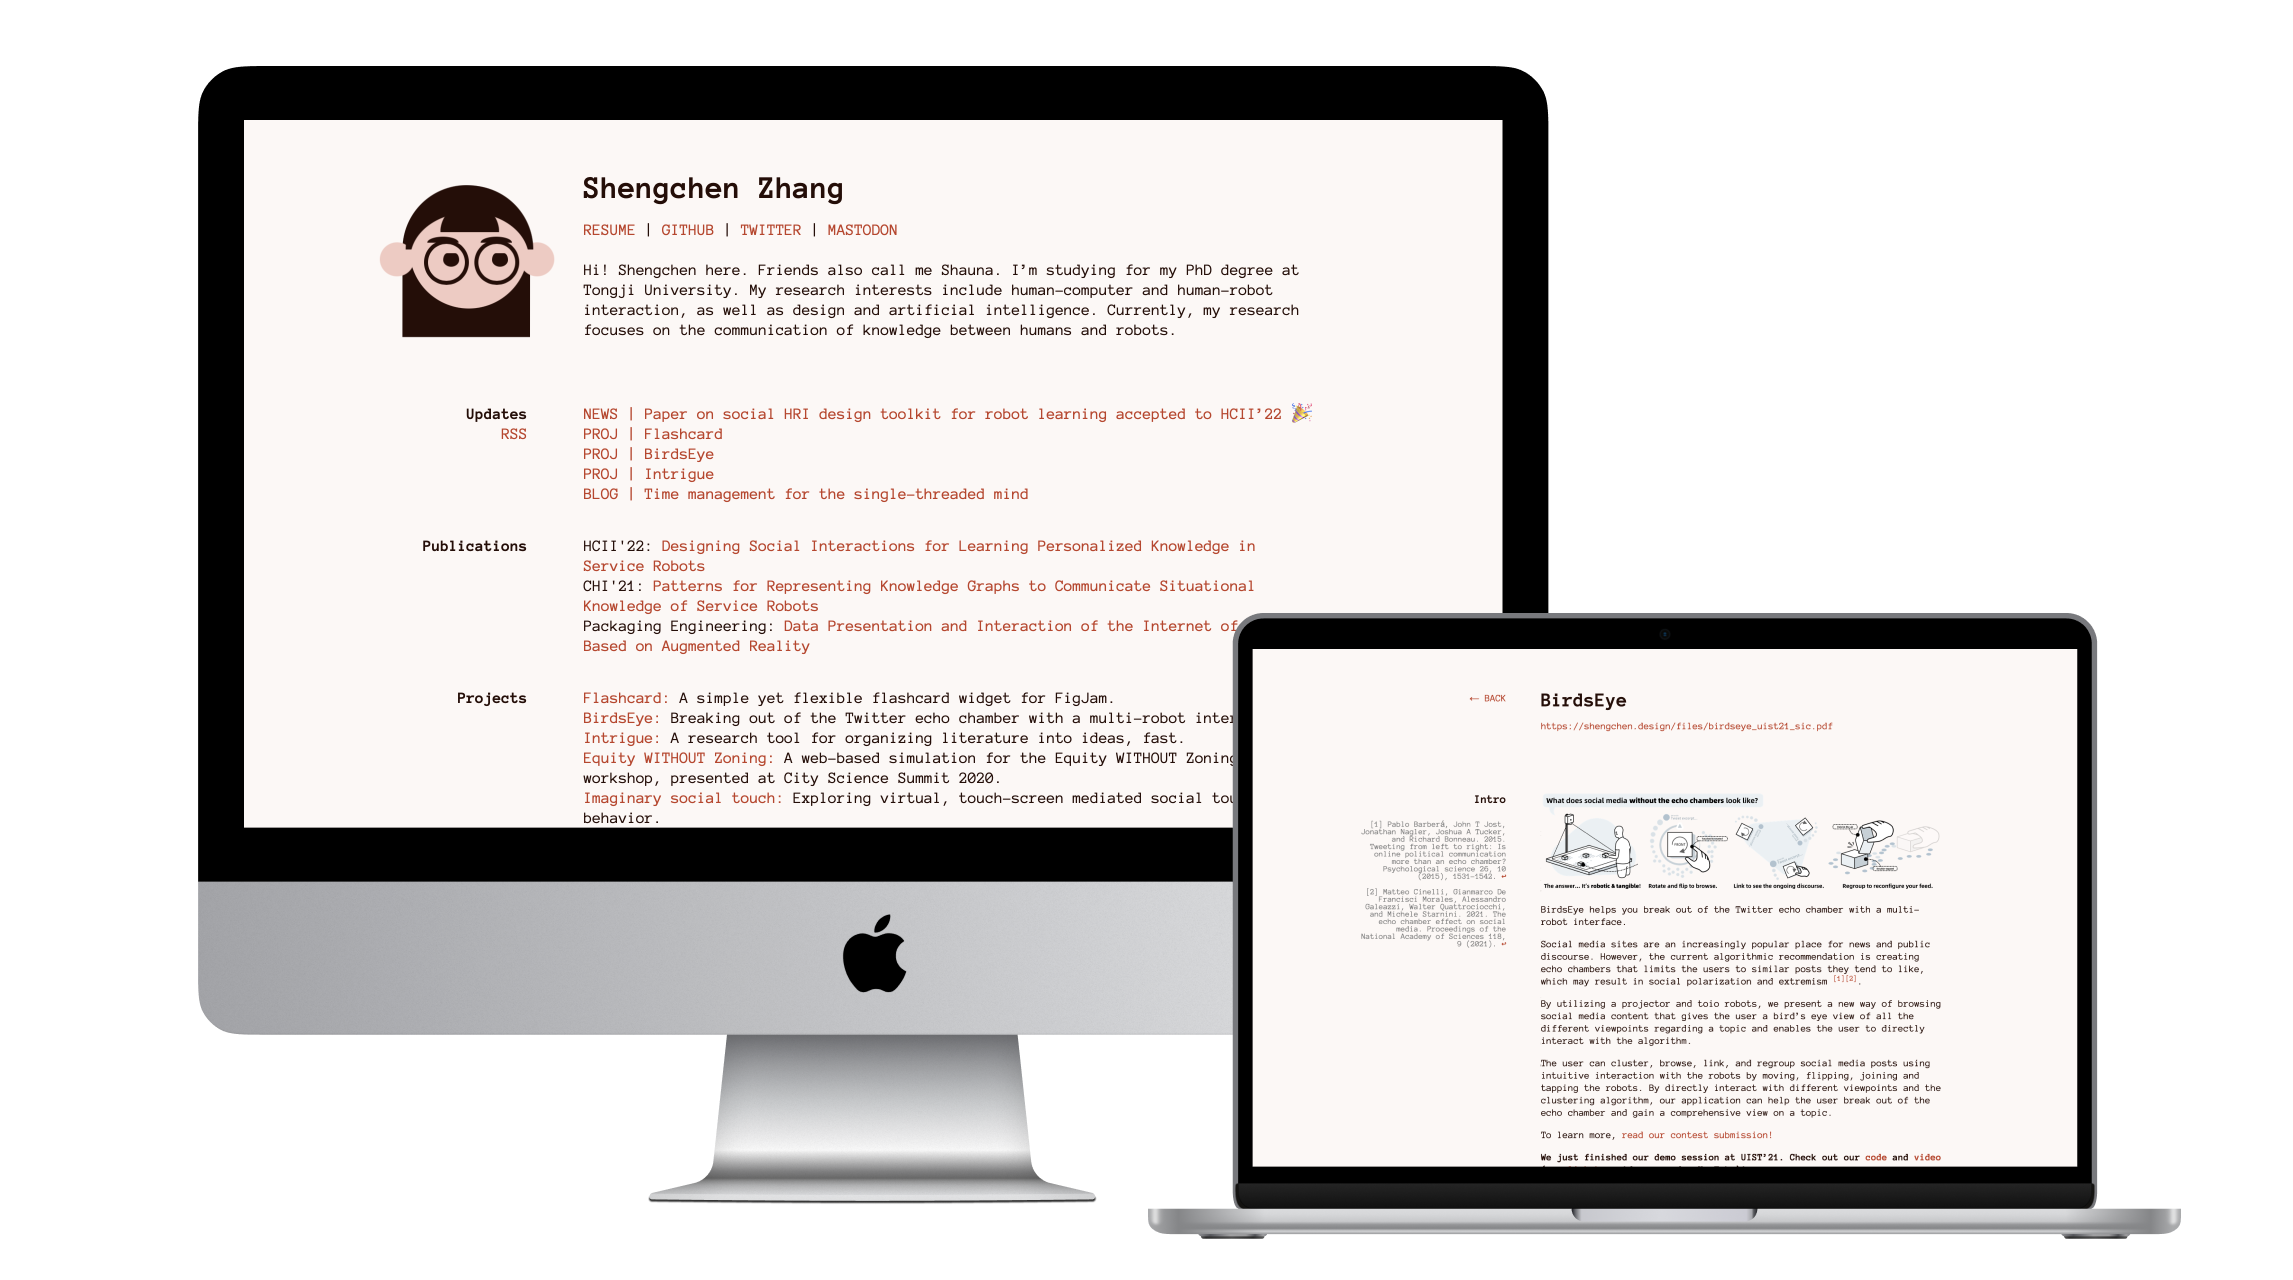 Shengchen Zhang
RESUME | GITHUB | TWITTER | MASTODON
Hi! Shengchen here. Friends also call me Shauna. I’m studying for my PhD degree at
Tongji University. My research interests include human-computer and human-robot
interaction, as well as design and artificial intelligence. Currently, my research
focuses on the communication of knowledge between humans and robots.
Updates
RSS
NEWS | Paper on social HRI design toolkit for robot learning accepted to HCII’22 🎉
PROJ | Flashcard
PROJ | BirdsEye
PROJ | Intrigue
BLOG | Time management for the single-threaded mind
Publications
HCII'22: Designing Social Interactions for Learning Personalized Knowledge in
Service Robots
CHI'21: Patterns for Representing Knowledge Graphs to Communicate Situational
Knowledge of Service Robots
Packaging Engineering: Data Presentation and Interaction of the Internet of
Based on Augmented Reality
Projects
Flashcard: A simple yet flexible flashcard widget for FigJam.
BirdsEye: Breaking out of the Twitter echo chamber with a multi-robot
Intrigue: A research tool for organizing literature into ideas, fast.
Equity WITHOUT Zoning: A web-based simulation for the Equity WITHOUT Zoning
workshop, presented at City Science Summit 2020.
Imaginary social touch: Exploring virtual, touch-screen mediated social
behavior.
← BACK
BirdsEye
https://shengchen.design/files/birdseye_uist21_sic.pdf
Intro
[1] Pablo Barberá, John T Jost,
Jonathan Nagler, Joshua A Tucker,
and Richard Bonneau. 2015.
Tweeting from left to right: Is
online political communication
more than an echo chamber?
Psychological science 26, 10
(2015), 1531–1542. ↩
[2] Matteo Cinelli, Gianmarco De
Francisci Morales, Alessandro
Galeazzi, Walter Quattrociocchi,
and Michele Starnini. 2021. The
echo chamber effect on social
media. Proceedings of the
National Academy of Sciences 118,
9 (2021). ↩
What does social media without the echo chambers look like?
The answer... It's robotic & tangible!
Rotate and flip to browse.
Link to see the ongoing discourse.
Regroup to reconfigure your feed.
BirdsEye helps you break out of the Twitter echo chamber with a multi-
robot interface.
Social media sites are an increasingly popular place for news and public
discourse. However, the current algorithmic recommendation is creating
echo chambers that limits the users to similar posts they tend to like,
which may result in social polarization and extremism [1][2].
By utilizing a projector and toio robots, we present a new way of browsing
social media content that gives the user a bird’s eye view of all the
different viewpoints regarding a topic and enables the user to directly
interact with the algorithm.
The user can cluster, browse, link, and regroup social media posts using
intuitive interaction with the robots by moving, flipping, joining and
tapping the robots. By directly interact with different viewpoints and the
clustering algorithm, our application can help the user break out of the
echo chamber and gain a comprehensive view on a topic.
To learn more, read our contest submission!
We just finished our demo session at UIST’21. Check out our code and video